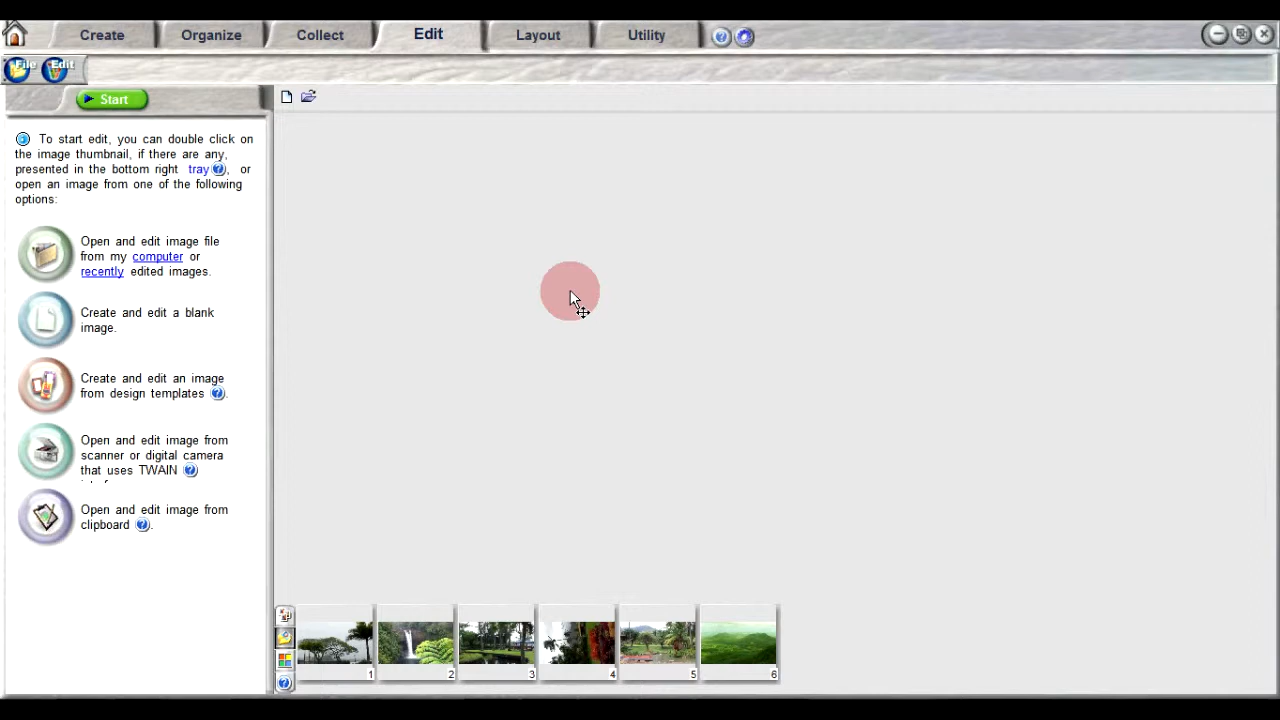 Create Organize Collect Edit Layout Utility
File Edit
Start
To start edit, you can double click on
the image thumbnail, if there are any,
presented in the bottom right tray, or
open an image from one of the following
options:
Open and edit image file
from my computer or
recently edited images.
Create and edit a blank
image.
Create and edit an image
from design templates.
Open and edit image from
scanner or digital camera
that uses TWAIN
Open and edit image from
clipboard.
1 2 3 4 5 6